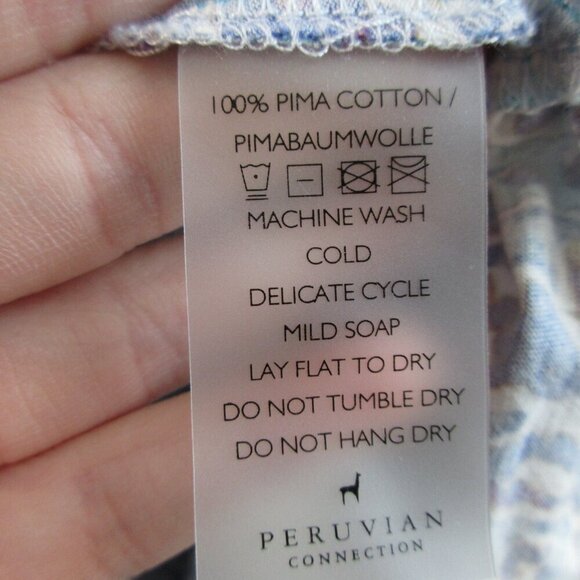 100% PIMA COTTON /
PIMABAUMWOLLE
MACHINE WASH
COLD
DELICATE CYCLE
MILD SOAP
LAY FLAT TO DRY
DO NOT TUMBLE DRY
DO NOT HANG DRY
PERUVIAN
CONNECTION